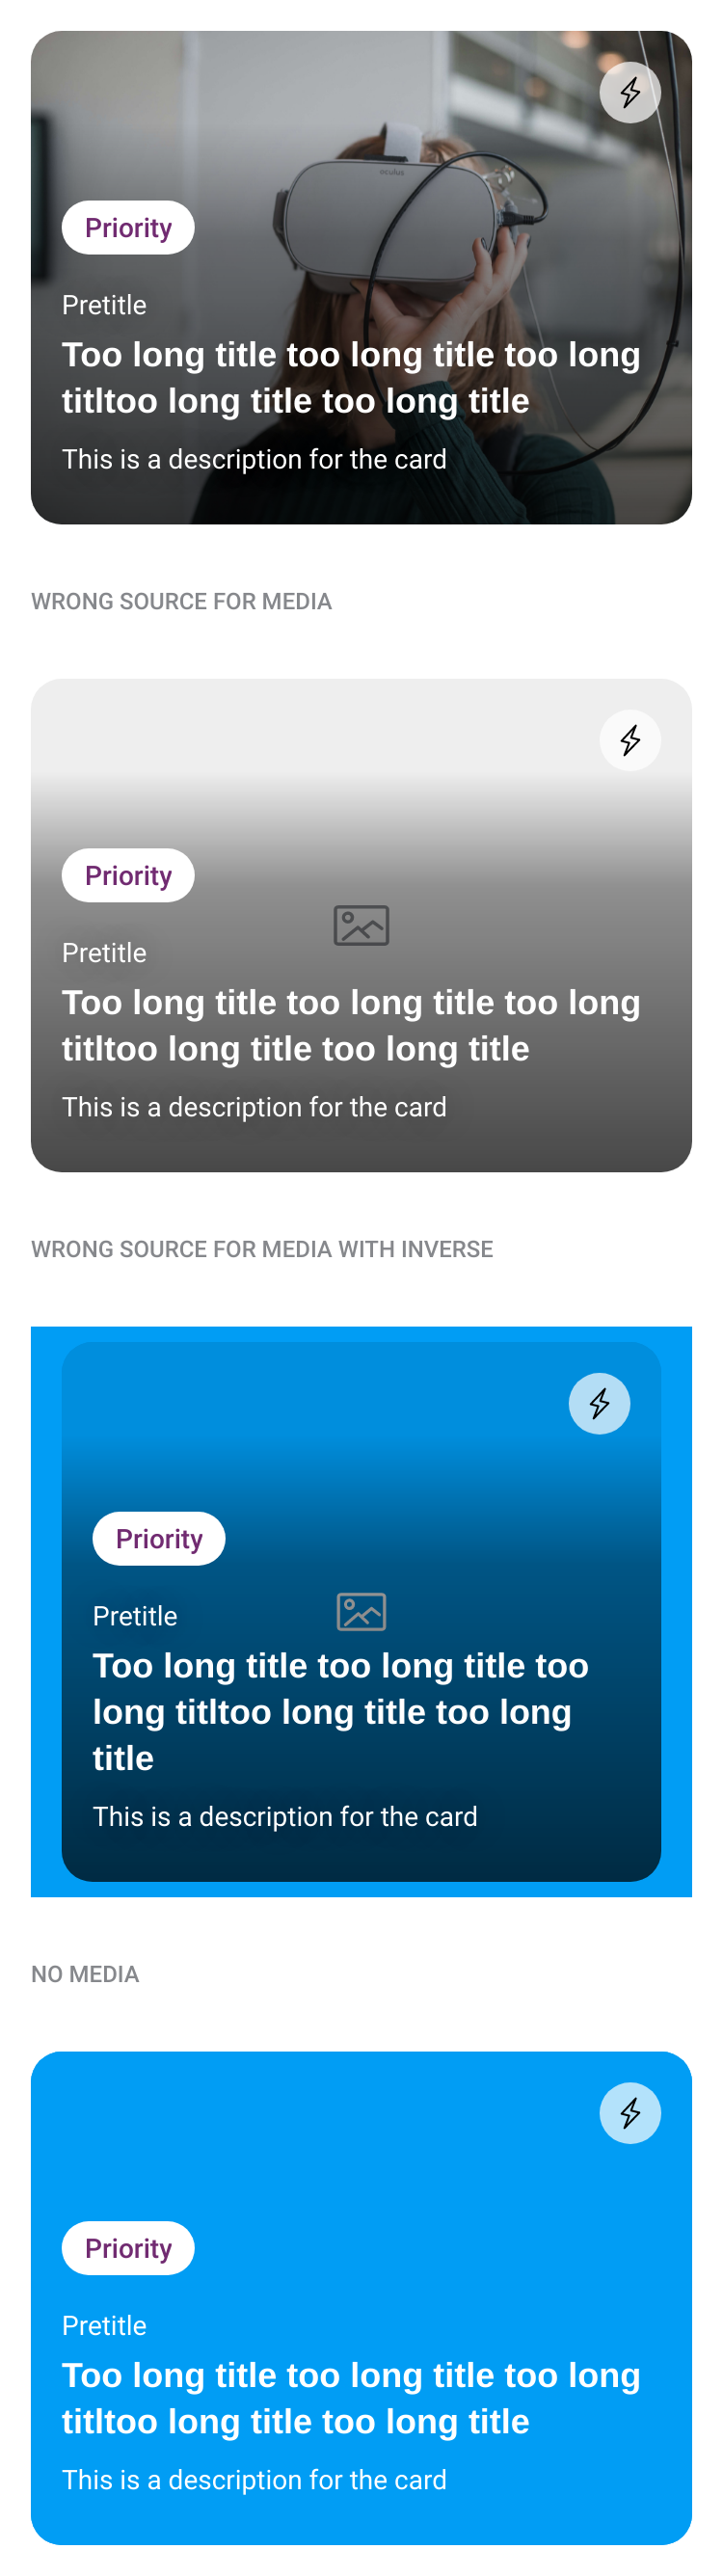 oculus
Priority
Pretitle
Too long title too long title too long
titltoo long title too long title
This is a description for the card
WRONG SOURCE FOR MEDIA
Priority
Pretitle
Too long title too long title too long
titltoo long title too long title
This is a description for the card
WRONG SOURCE FOR MEDIA WITH INVERSE
Priority
Pretitle
Too long title too long title too
long titltoo long title too long
title
This is a description for the card
NO MEDIA
Priority
Pretitle
Too long title too long title too long
titltoo long title too long title
This is a description for the card